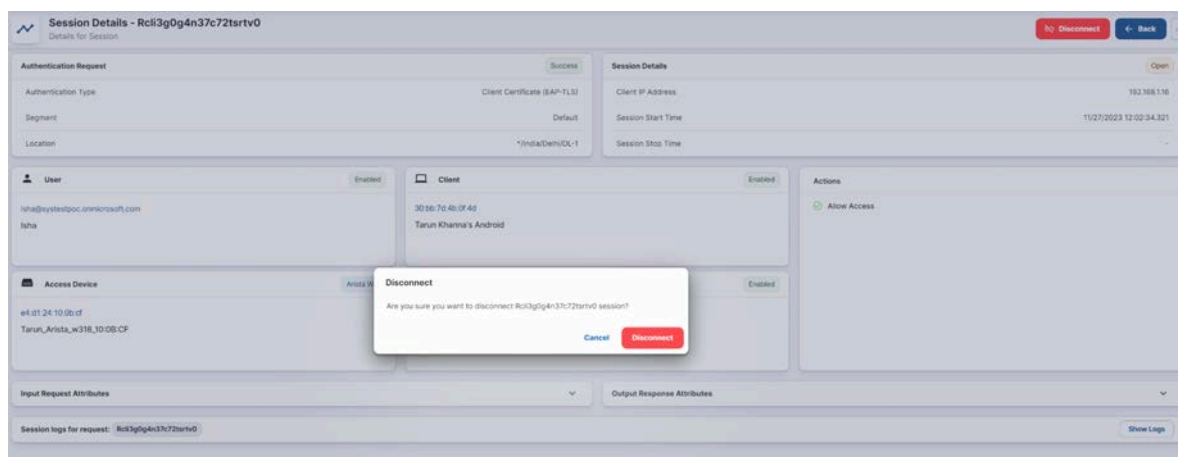 Session Details - Rcli3g0g4n37c72tsrtv0
Details for Session
Disconnect
← Back
Authentication Request
Success
Authentication Type
Client Certificate (EAP-TLS)
Segment
Default
Location
*/India/Delhi/DL-1
Session Details
Open
Client IP Address
192.168.1.16
Session Start Time
11/27/2023 12:02:34.321
Session Stop Time
-
User
Enabled
isha@systestpoc.onmicrosoft.com
Isha
Client
Enabled
30:bb:7d:4b:0f:4d
Tarun Khanna's Android
Actions
Allow Access
Access Device
Arista W
e4:d1:24:10:0b:cf
Tarun_Arista_w318_10:0B:CF
Enabled
Disconnect
Are you sure you want to disconnect Rcli3g0g4n37c72tsrtv0 session?
Cancel
Disconnect
Input Request Attributes
Output Response Attributes
Session logs for request: Rcli3g0g4n37c72tsrtv0
Show Logs